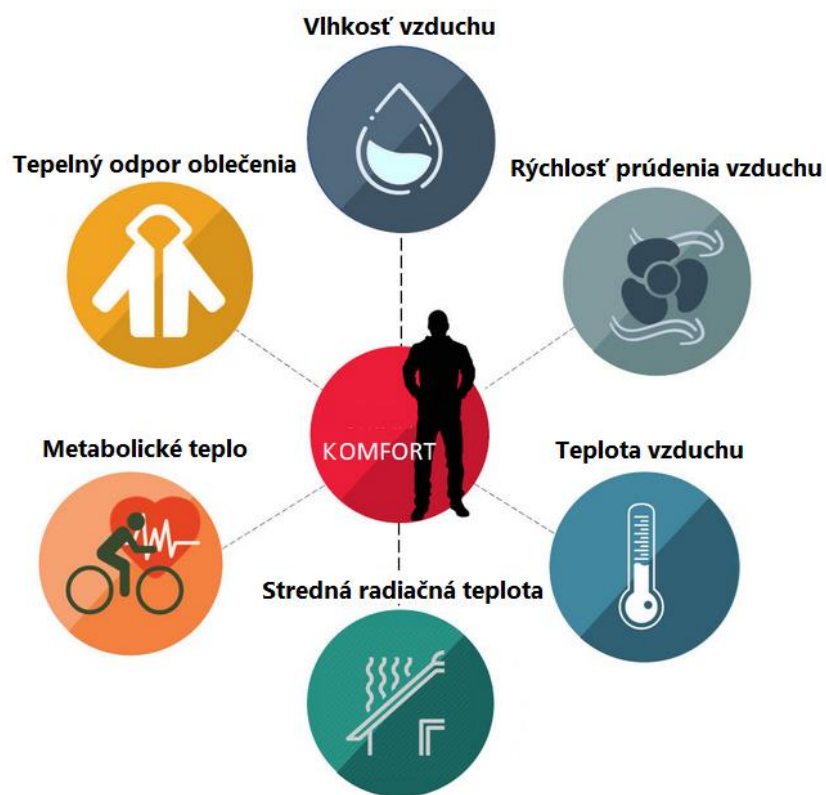 Vlhkosť vzduchu
Tepelný odpor oblečenia
Rýchlosť prúdenia vzduchu
KOMFORT
Metabolické teplo
Teplota vzduchu
Stredná radiačná teplota